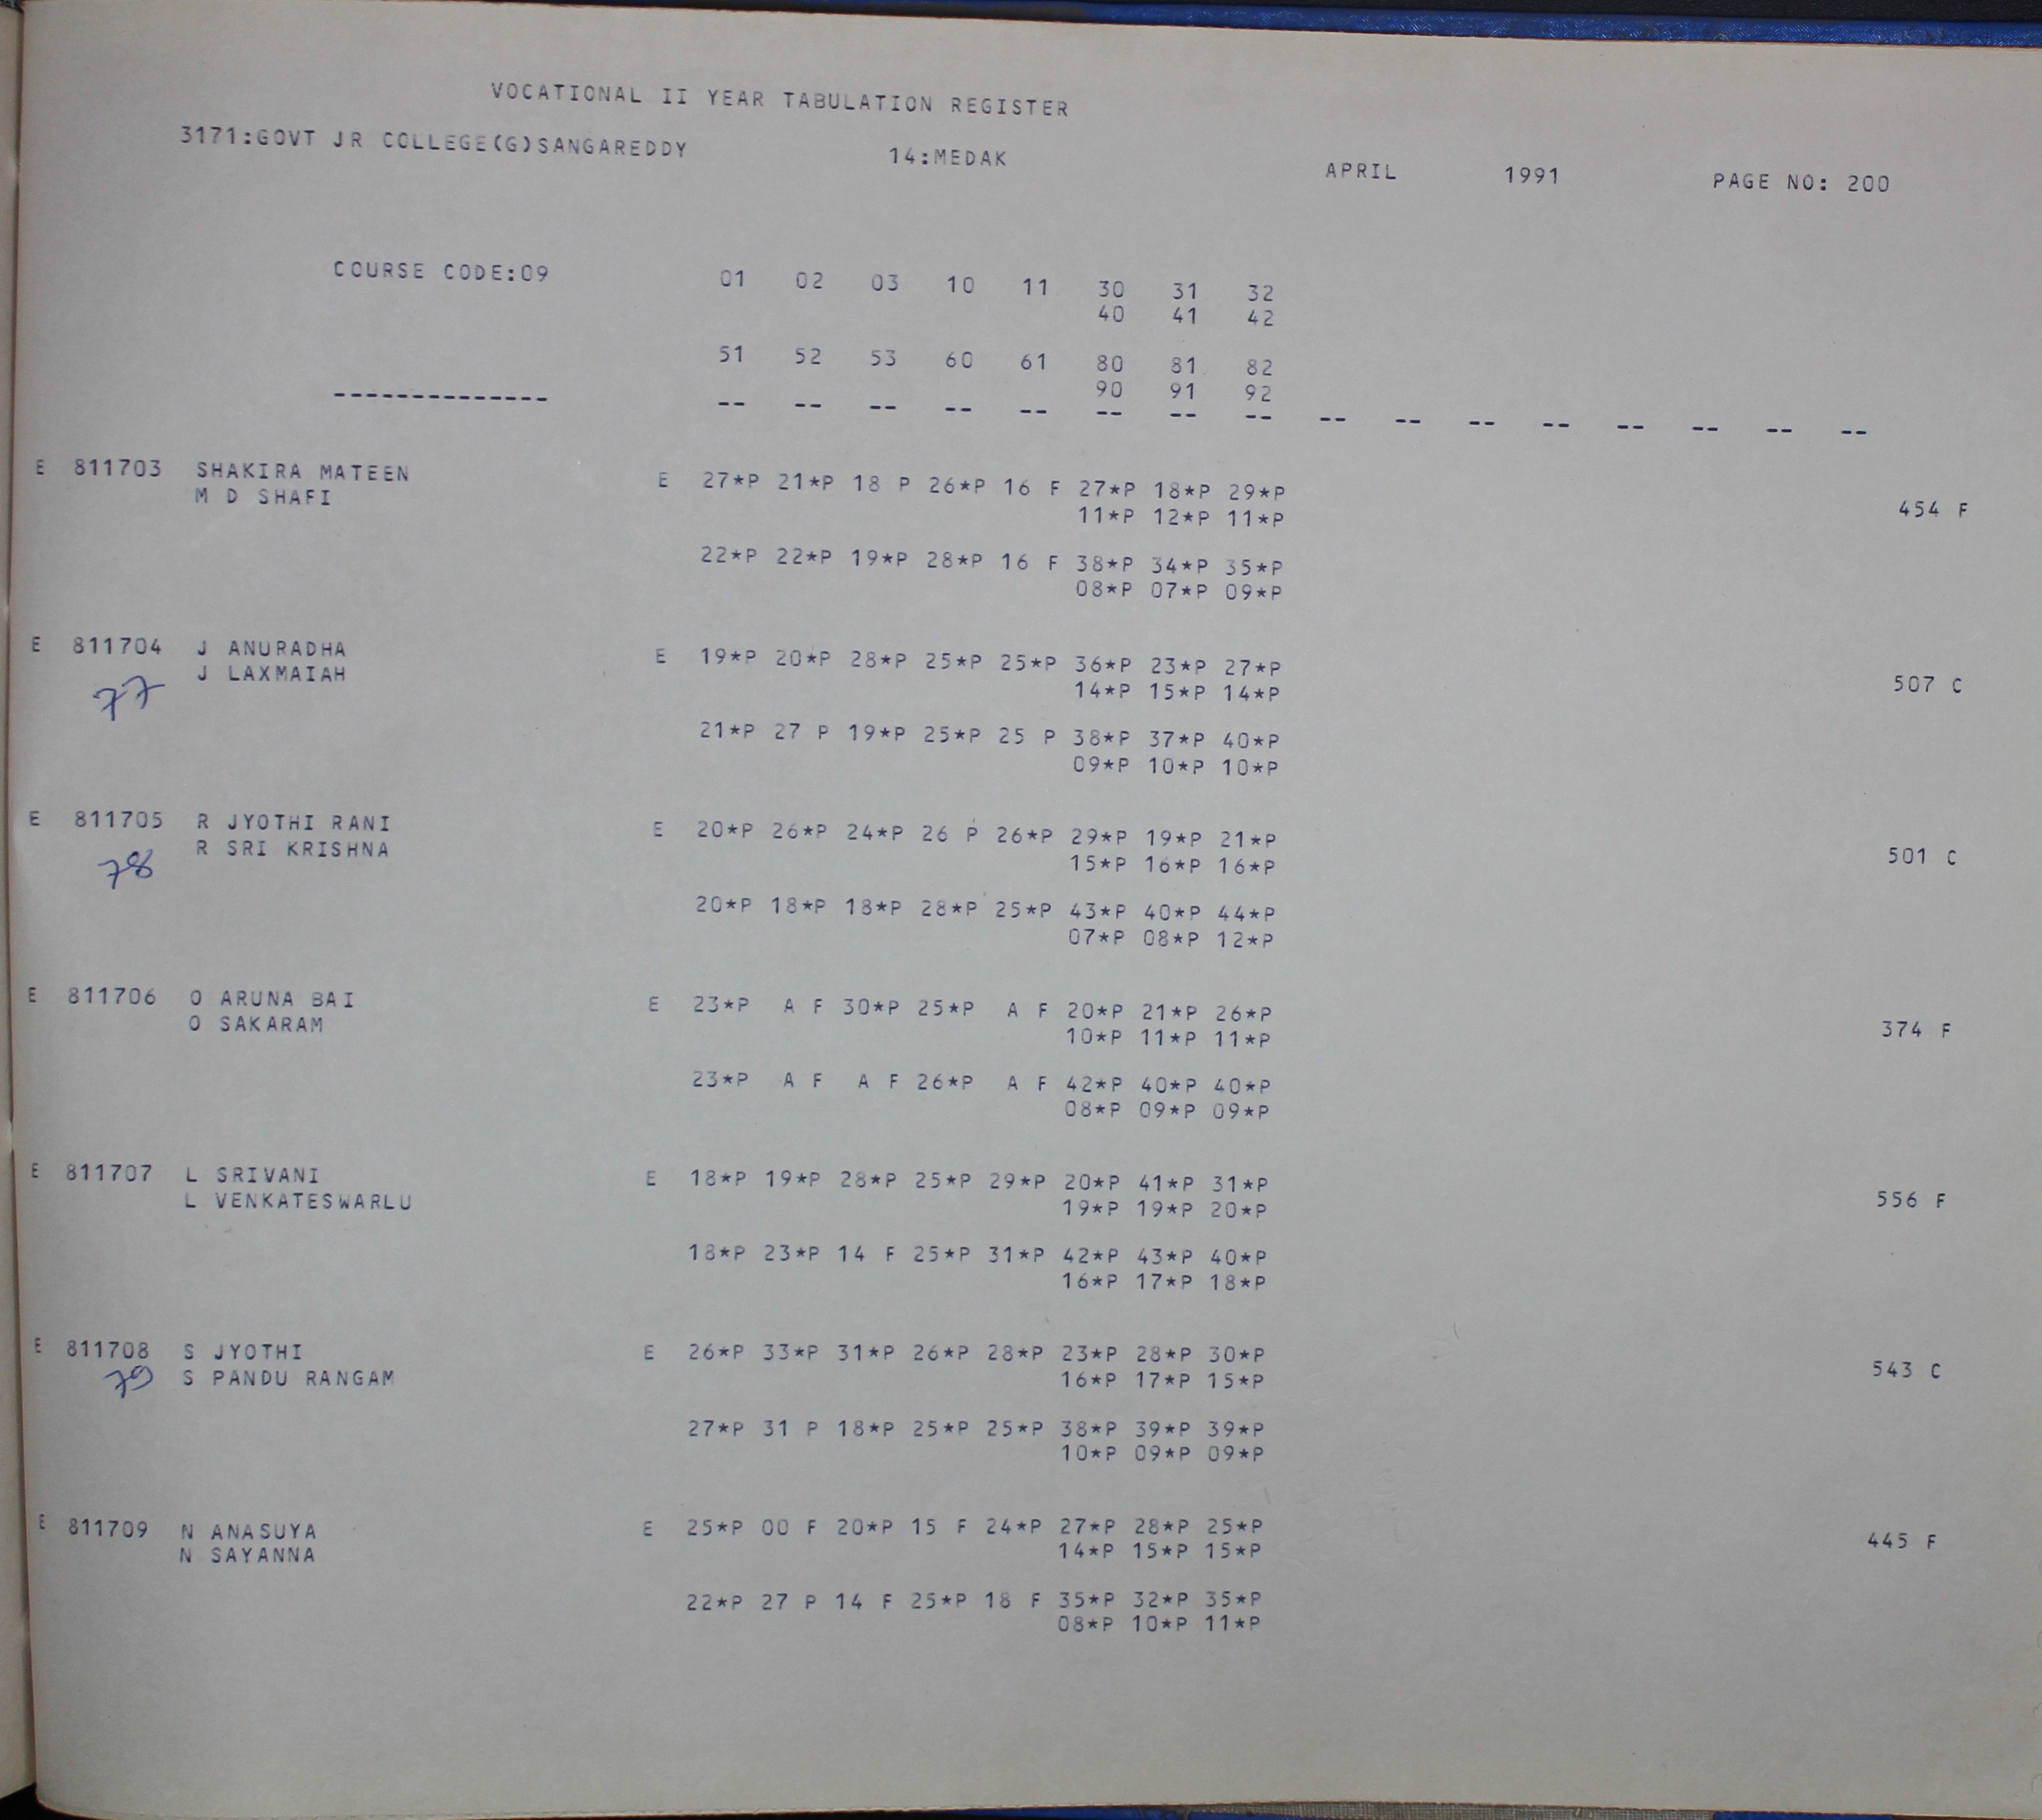 VOCATIONAL II YEAR TABULATION REGISTER
3171:GOVT JR COLLEGE(G)SANGAREDDY 14:MEDAK APRIL 1991 PAGE NO: 200
COURSE CODE:09 01 02 03 10 11 30 31 32
40 41 42
51 52 53 60 61 80 81 82
90 91 92
-------------- -- -- -- -- -- -- -- -- -- -- -- -- -- -- -- --
E 811703 SHAKIRA MATEEN E 27*P 21*P 18 P 26*P 16 F 27*P 18*P 29*P 454 F
M D SHAFI 11*P 12*P 11*P
22*P 22*P 19*P 28*P 16 F 38*P 34*P 35*P
08*P 07*P 09*P
E 811704 J ANURADHA E 19*P 20*P 28*P 25*P 25*P 36*P 23*P 27*P 507 C
77 J LAXMAIAH 14*P 15*P 14*P
21*P 27 P 19*P 25*P 25 P 38*P 37*P 40*P
09*P 10*P 10*P
E 811705 R JYOTHI RANI E 20*P 26*P 24*P 26 P 26*P 29*P 19*P 21*P 501 C
78 R SRI KRISHNA 15*P 16*P 16*P
20*P 18*P 18*P 28*P 25*P 43*P 40*P 44*P
07*P 08*P 12*P
E 811706 O ARUNA BAI E 23*P A F 30*P 25*P A F 20*P 21*P 26*P 374 F
O SAKARAM 10*P 11*P 11*P
23*P A F A F 26*P A F 42*P 40*P 40*P
08*P 09*P 09*P
E 811707 L SRIVANI E 18*P 19*P 28*P 25*P 29*P 20*P 41*P 31*P 556 F
L VENKATESWARLU 19*P 19*P 20*P
18*P 23*P 14 F 25*P 31*P 42*P 43*P 40*P
16*P 17*P 18*P
E 811708 S JYOTHI E 26*P 33*P 31*P 26*P 28*P 23*P 28*P 30*P 543 C
79 S PANDU RANGAM 16*P 17*P 15*P
27*P 31 P 18*P 25*P 25*P 38*P 39*P 39*P
10*P 09*P 09*P
E 811709 N ANASUYA E 25*P 00 F 20*P 15 F 24*P 27*P 28*P 25*P 445 F
N SAYANNA 14*P 15*P 15*P
22*P 27 P 14 F 25*P 18 F 35*P 32*P 35*P
08*P 10*P 11*P